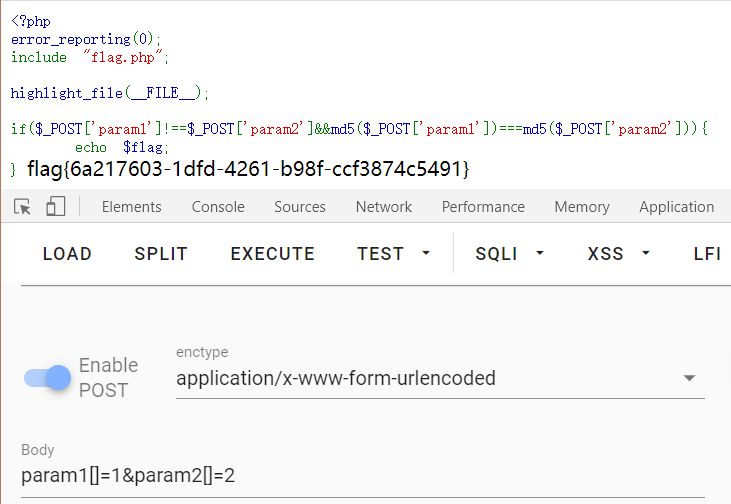 <?php
error_reporting(0);
include "flag.php";
highlight_file(__FILE__);
if($_POST['param1']!==$_POST['param2']&&md5($_POST['param1'])===md5($_POST['param2'])){
echo $flag;
} flag{6a217603-1dfd-4261-b98f-ccf3874c5491}
Elements Console Sources Network Performance Memory Application
LOAD SPLIT EXECUTE TEST SQLI XSS LFI
Enable POST
enctype
application/x-www-form-urlencoded
Body
param1[]=1&param2[]=2